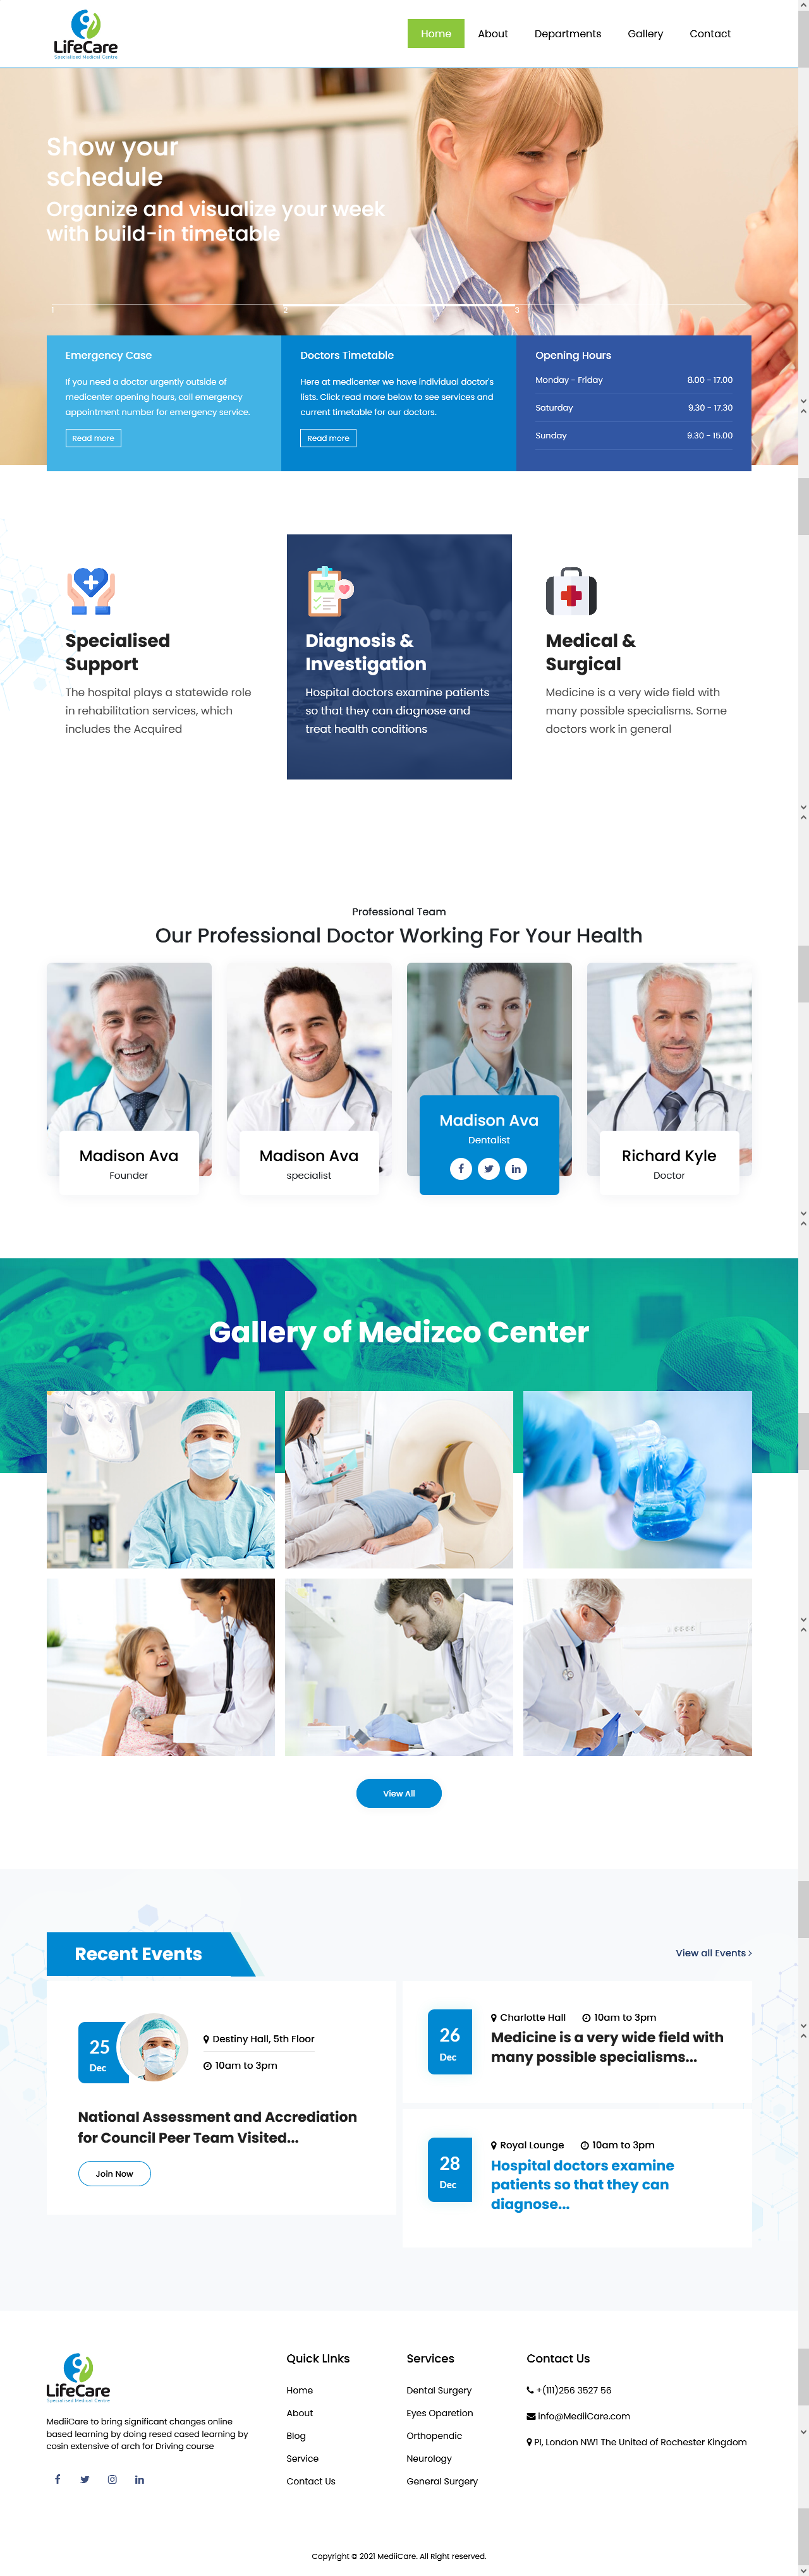 LifeCare
Specialised Medical Centre
Home
About
Departments
Gallery
Contact
Show your
schedule
Organize and visualize your week
with build-in timetable
1
2
3
Emergency Case
If you need a doctor urgently outside of
medicenter opening hours, call emergency
appointment number for emergency service.
Read more
Doctors Timetable
Here at medicenter we have individual doctor's
lists. Click read more below to see services and
current timetable for our doctors.
Read more
Opening Hours
Monday - Friday 8.00 - 17.00
Saturday 9.30 - 17.30
Sunday 9.30 - 15.00
Specialised
Support
The hospital plays a statewide role
in rehabilitation services, which
includes the Acquired
Diagnosis &
Investigation
Hospital doctors examine patients
so that they can diagnose and
treat health conditions
Medical &
Surgical
Medicine is a very wide field with
many possible specialisms. Some
doctors work in general
Professional Team
Our Professional Doctor Working For Your Health
Madison Ava
Founder
Madison Ava
specialist
Madison Ava
Dentalist
Richard Kyle
Doctor
Gallery of Medizco Center
View All
Recent Events
View all Events >
25
Dec
Destiny Hall, 5th Floor
10am to 3pm
National Assessment and Accrediation
for Council Peer Team Visited...
Join Now
26
Dec
Charlotte Hall 10am to 3pm
Medicine is a very wide field with
many possible specialisms...
28
Dec
Royal Lounge 10am to 3pm
Hospital doctors examine
patients so that they can
diagnose...
LifeCare
Specialised Medical Centre
MediiCare to bring significant changes online
based learning by doing resed cased learning by
cosin extensive of arch for Driving course
Quick LInks
Home
About
Blog
Service
Contact Us
Services
Dental Surgery
Eyes Oparetion
Orthopendic
Neurology
General Surgery
Contact Us
+(111)256 3527 56
info@MediiCare.com
PI, London NW1 The United of Rochester Kingdom
Copyright © 2021 MediiCare. All Right reserved.